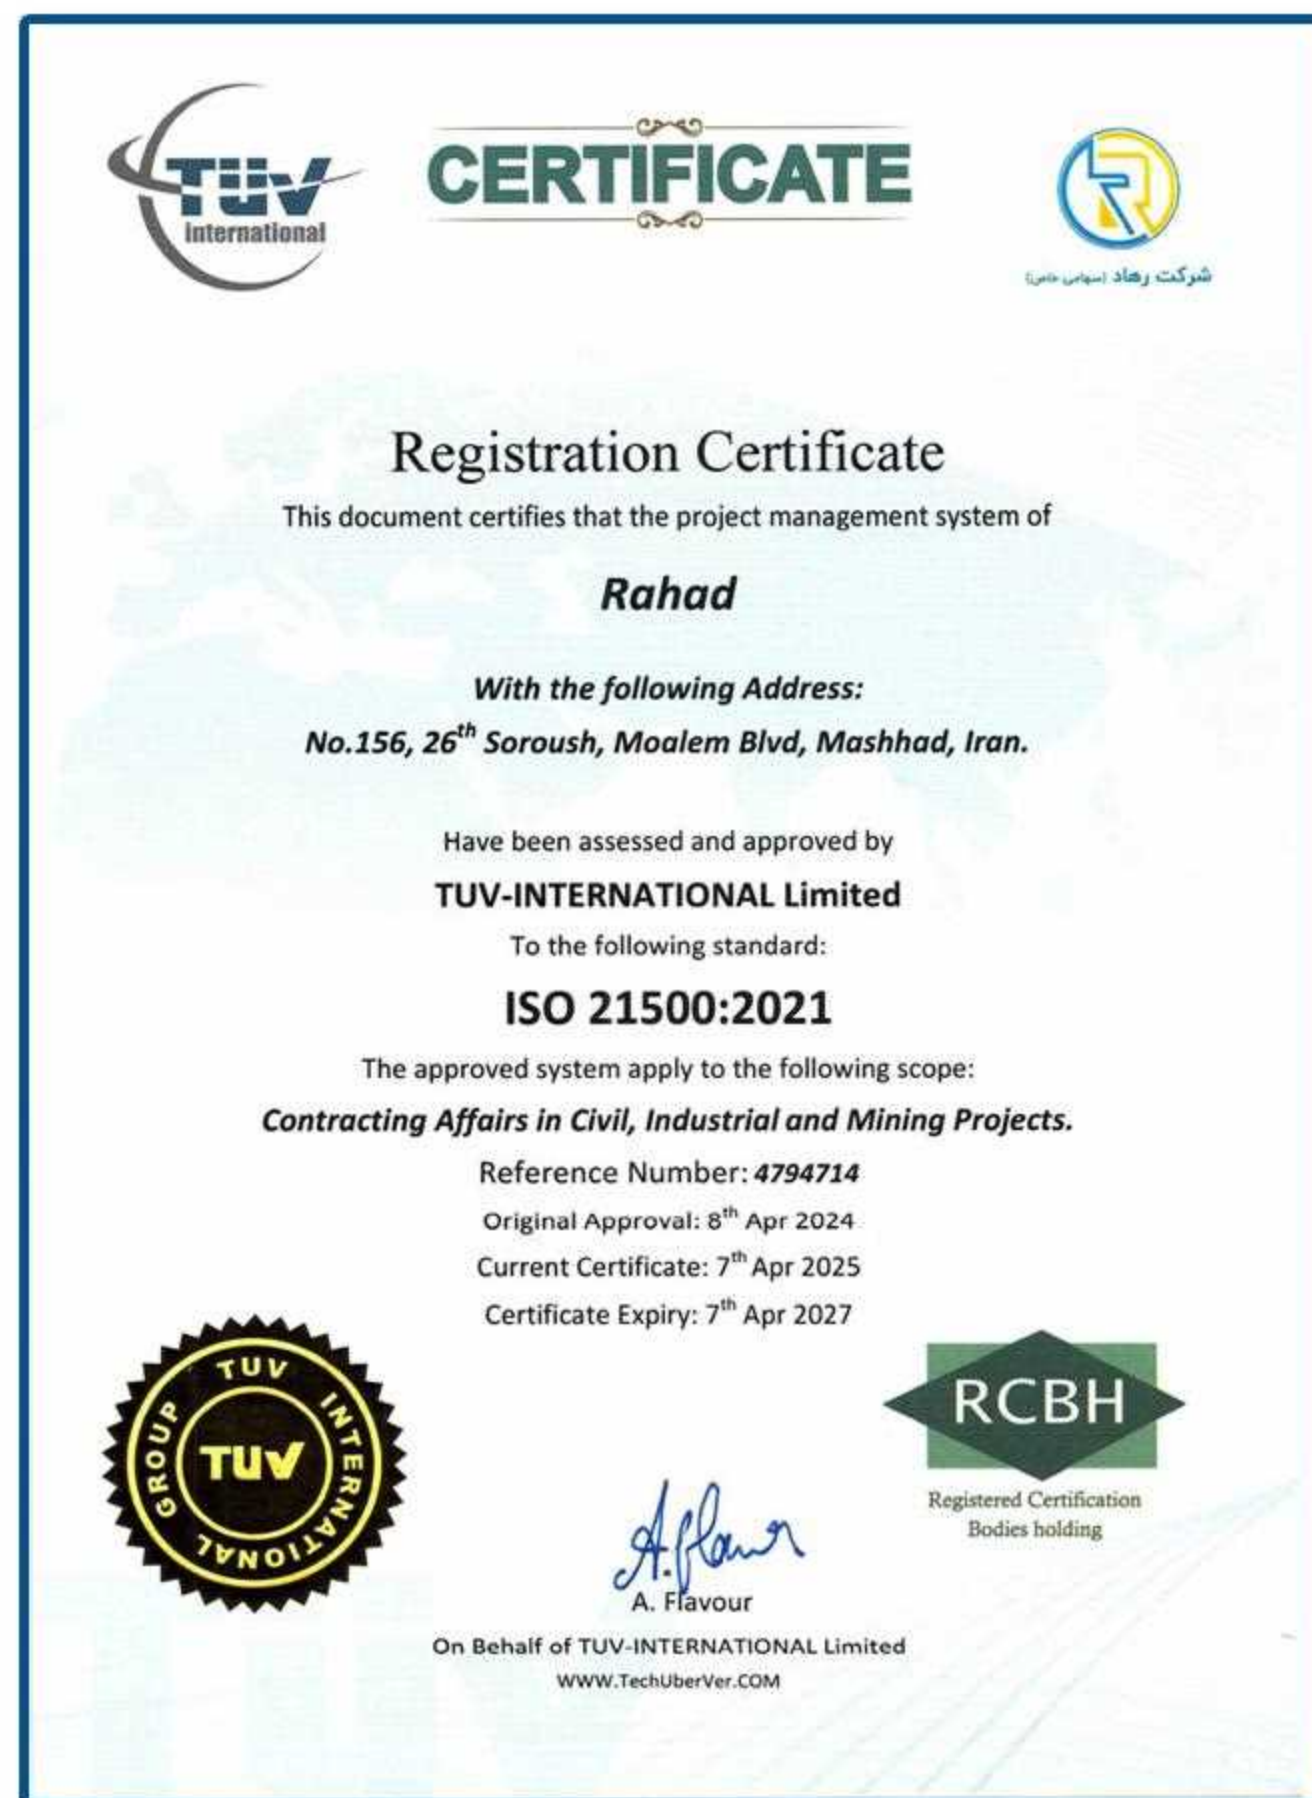 TUV
international
CERTIFICATE
شرکت رهاد (سهامی خاص)
Registration Certificate
This document certifies that the project management system of
Rahad
With the following Address:
No.156, 26th Soroush, Moalem Blvd, Mashhad, Iran.
Have been assessed and approved by
TUV-INTERNATIONAL Limited
To the following standard:
ISO 21500:2021
The approved system apply to the following scope:
Contracting Affairs in Civil, Industrial and Mining Projects.
Reference Number: 4794714
Original Approval: 8th Apr 2024
Current Certificate: 7th Apr 2025
Certificate Expiry: 7th Apr 2027
TUV INTERNATIONAL GROUP
TUV
RCBH
Registered Certification
Bodies holding
A. Flavour
A. Flavour
On Behalf of TUV-INTERNATIONAL Limited
WWW.TechUberVer.COM